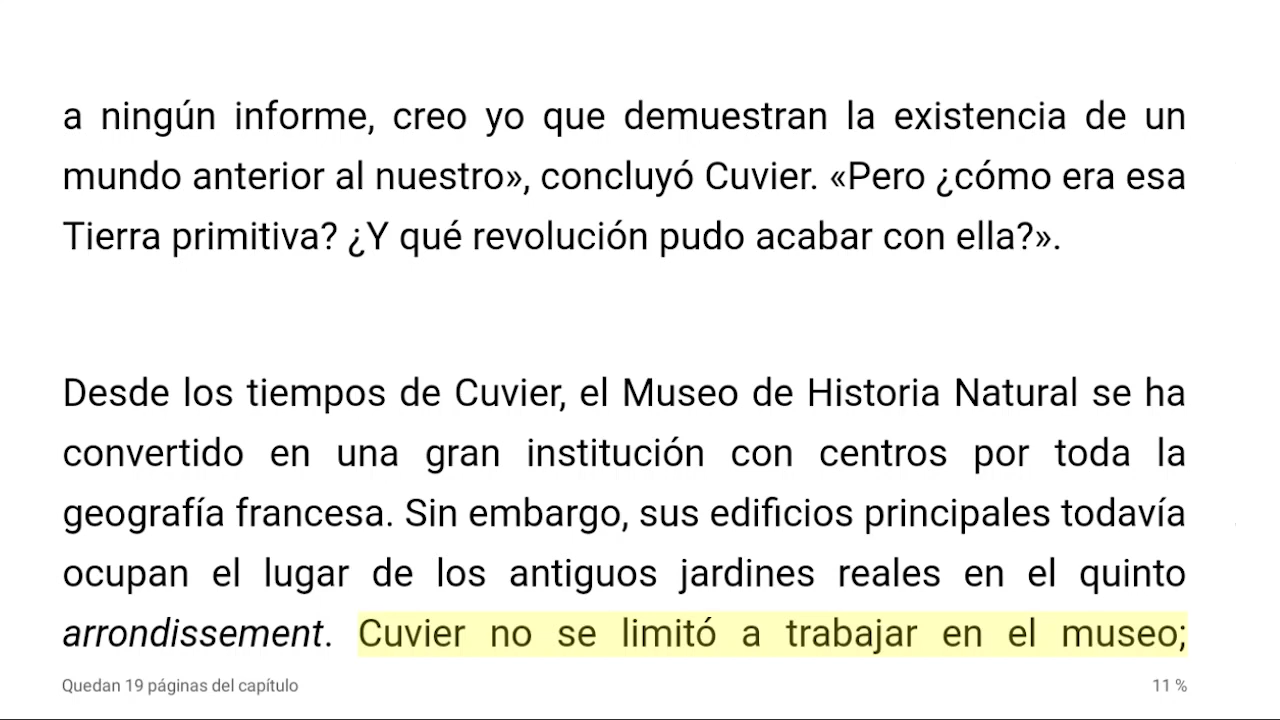 a ningún informe, creo yo que demuestran la existencia de un
mundo anterior al nuestro», concluyó Cuvier. «Pero ¿cómo era esa
Tierra primitiva? ¿Y qué revolución pudo acabar con ella?».
Desde los tiempos de Cuvier, el Museo de Historia Natural se ha
convertido en una gran institución con centros por toda la
geografía francesa. Sin embargo, sus edificios principales todavía
ocupan el lugar de los antiguos jardines reales en el quinto
arrondissement. Cuvier no se limitó a trabajar en el museo;
Quedan 19 páginas del capítulo 11 %